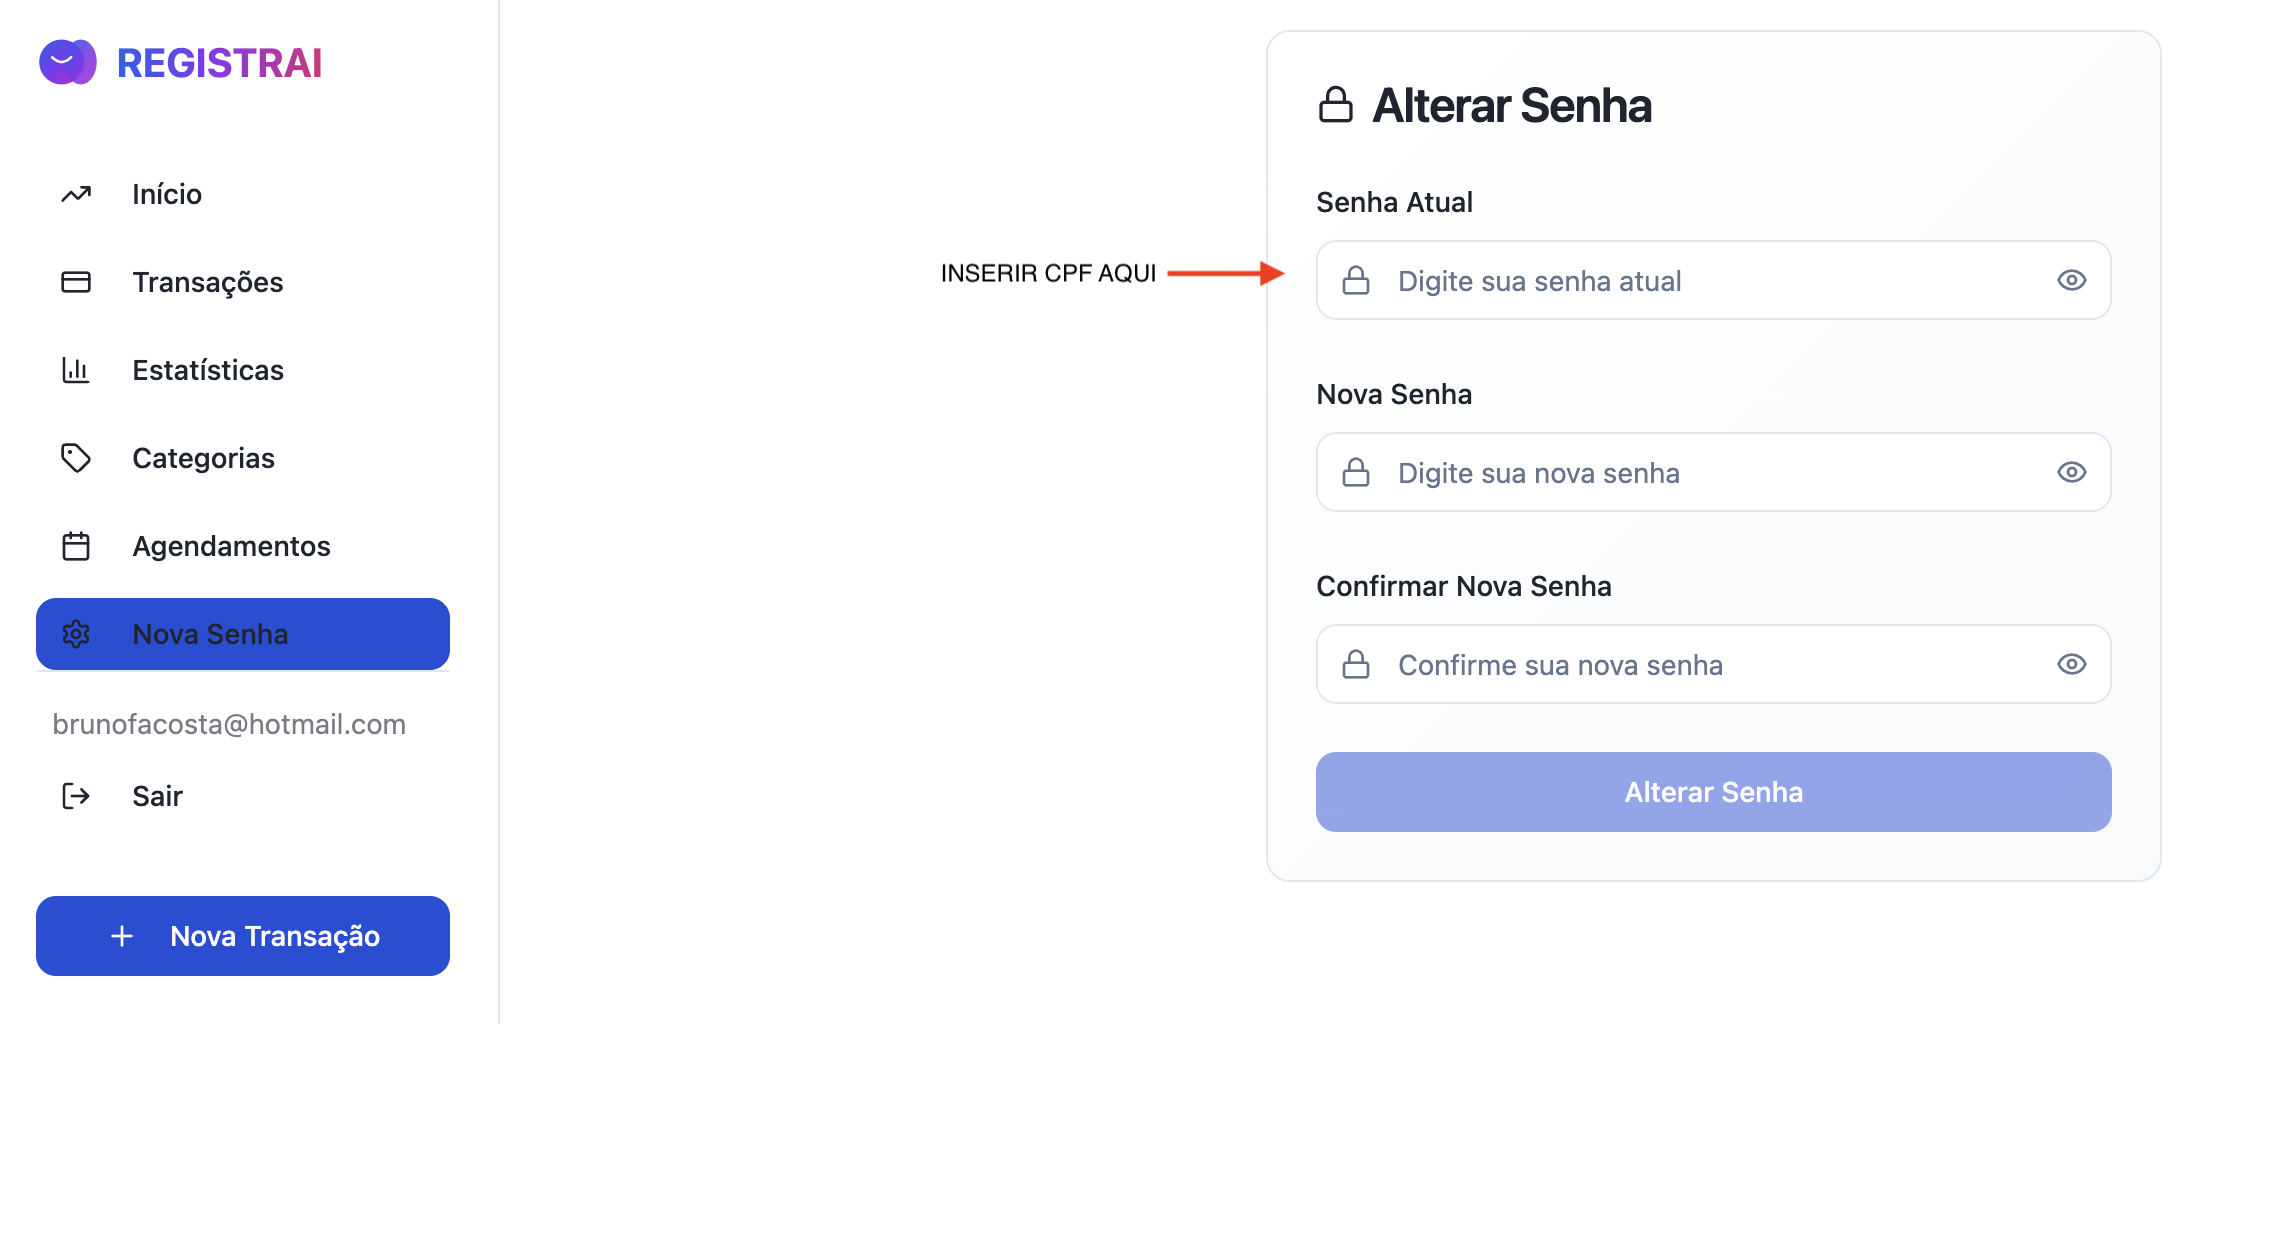 REGISTRAI
Início
Transações
Estatísticas
Categorias
Agendamentos
Nova Senha
brunofacosta@hotmail.com
Sair
Nova Transação
Alterar Senha
Senha Atual
INSERIR CPF AQUI
Digite sua senha atual
Nova Senha
Digite sua nova senha
Confirmar Nova Senha
Confirme sua nova senha
Alterar Senha